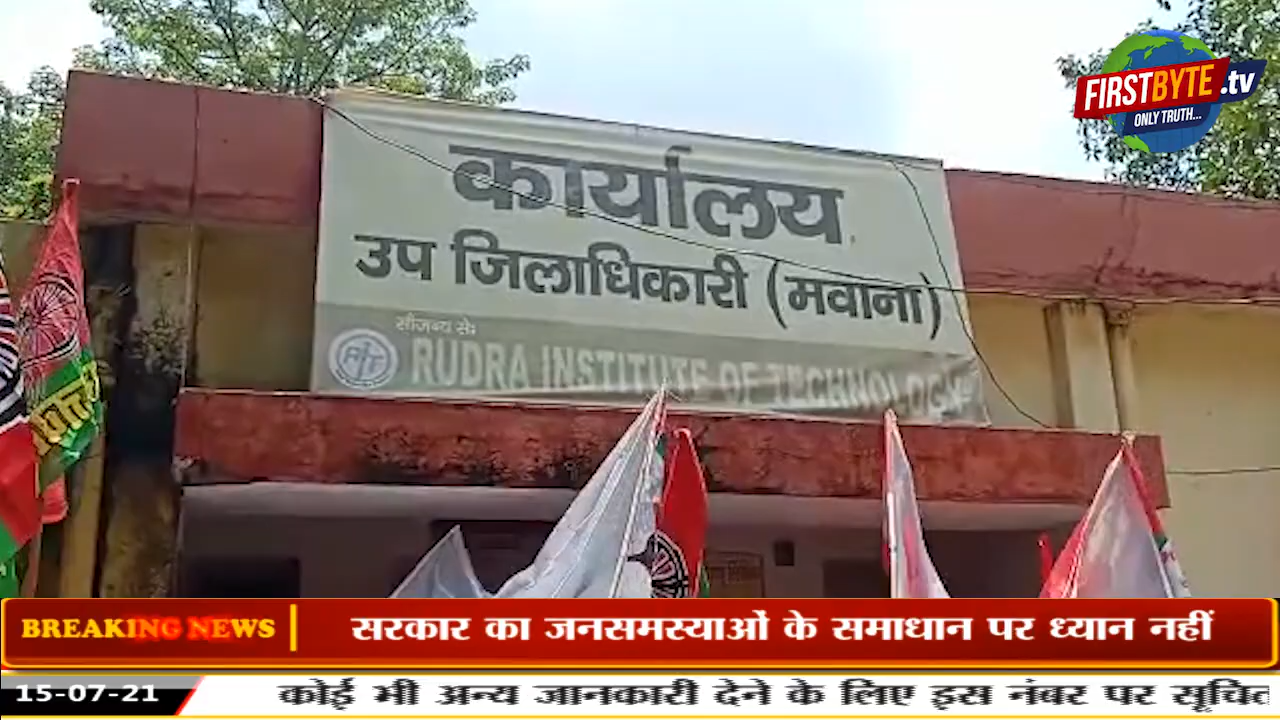 FIRSTBYTE.tv
ONLY TRUTH...
कार्यालय
उप जिलाधिकारी (मवाना)
सौजन्य से:
RUDRA INSTITUTE OF TECHNOLOGY
BREAKING NEWS
सरकार का जनसमस्याओं के समाधान पर ध्यान नहीं
15-07-21
कोई भी अन्य जानकारी देने के लिए इस नंबर पर सूचित